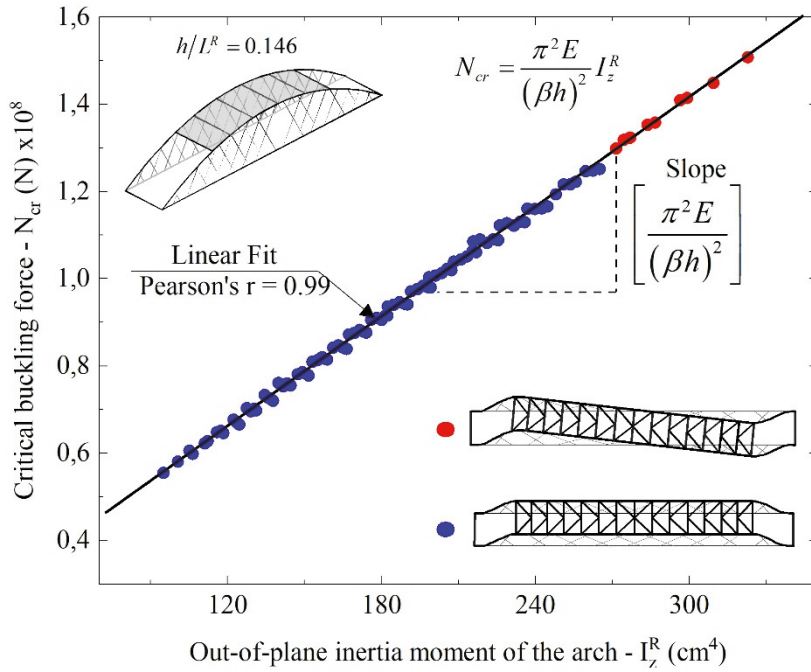 1,6
1,4
1,2
1,0
0,8
0,6
0,4
Critical buckling force - N_cr (N) x10^8
h/L^R = 0.146
N_cr = π²E / (βh)² I_z^R
Slope
[π²E / (βh)²]
Linear Fit
Pearson's r = 0.99
120 180 240 300
Out-of-plane inertia moment of the arch - I_z^R (cm^4)